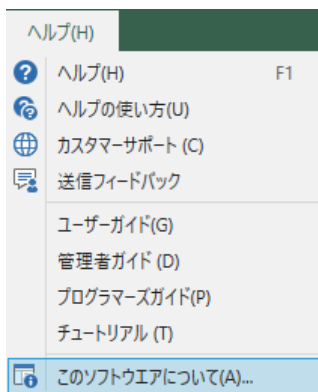 ヘルプ(H)
ヘルプ(H) F1
ヘルプの使い方(U)
カスタマーサポート (C)
送信フィードバック
ユーザーガイド(G)
管理者ガイド (D)
プログラマーズガイド(P)
チュートリアル (T)
このソフトウエアについて(A)...